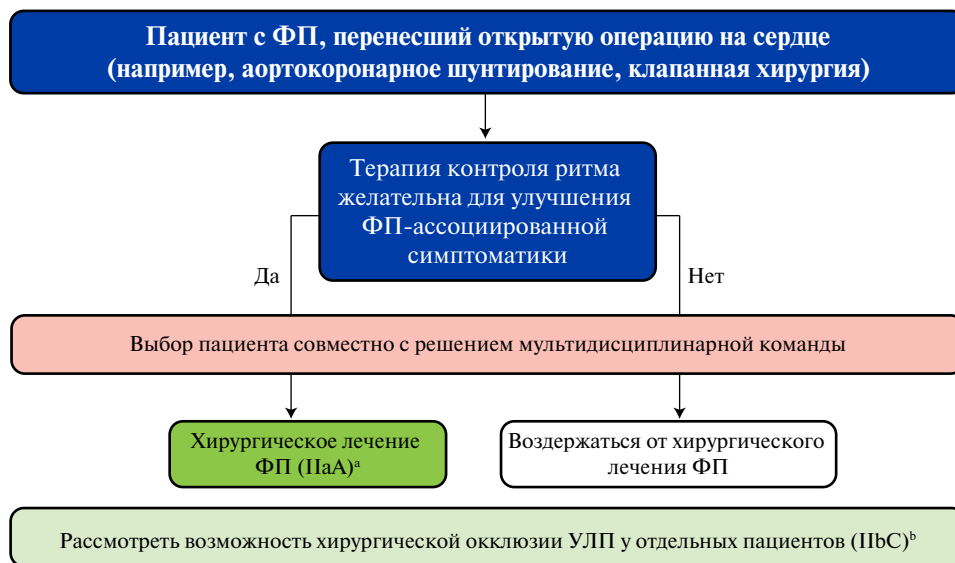 Пациент с ФП, перенесший открытую операцию на сердце
(например, аортокоронарное шунтирование, клапанная хирургия)
Терапия контроля ритма
желательна для улучшения
ФП-ассоциированной
симптоматики
Да
Нет
Выбор пациента совместно с решением мультидисциплинарной команды
Хирургическое лечение
ФП (IIaA)ᵃ
Воздержаться от хирургического
лечения ФП
Рассмотреть возможность хирургической окклюзии УЛП у отдельных пациентов (IIbC)ᵇ